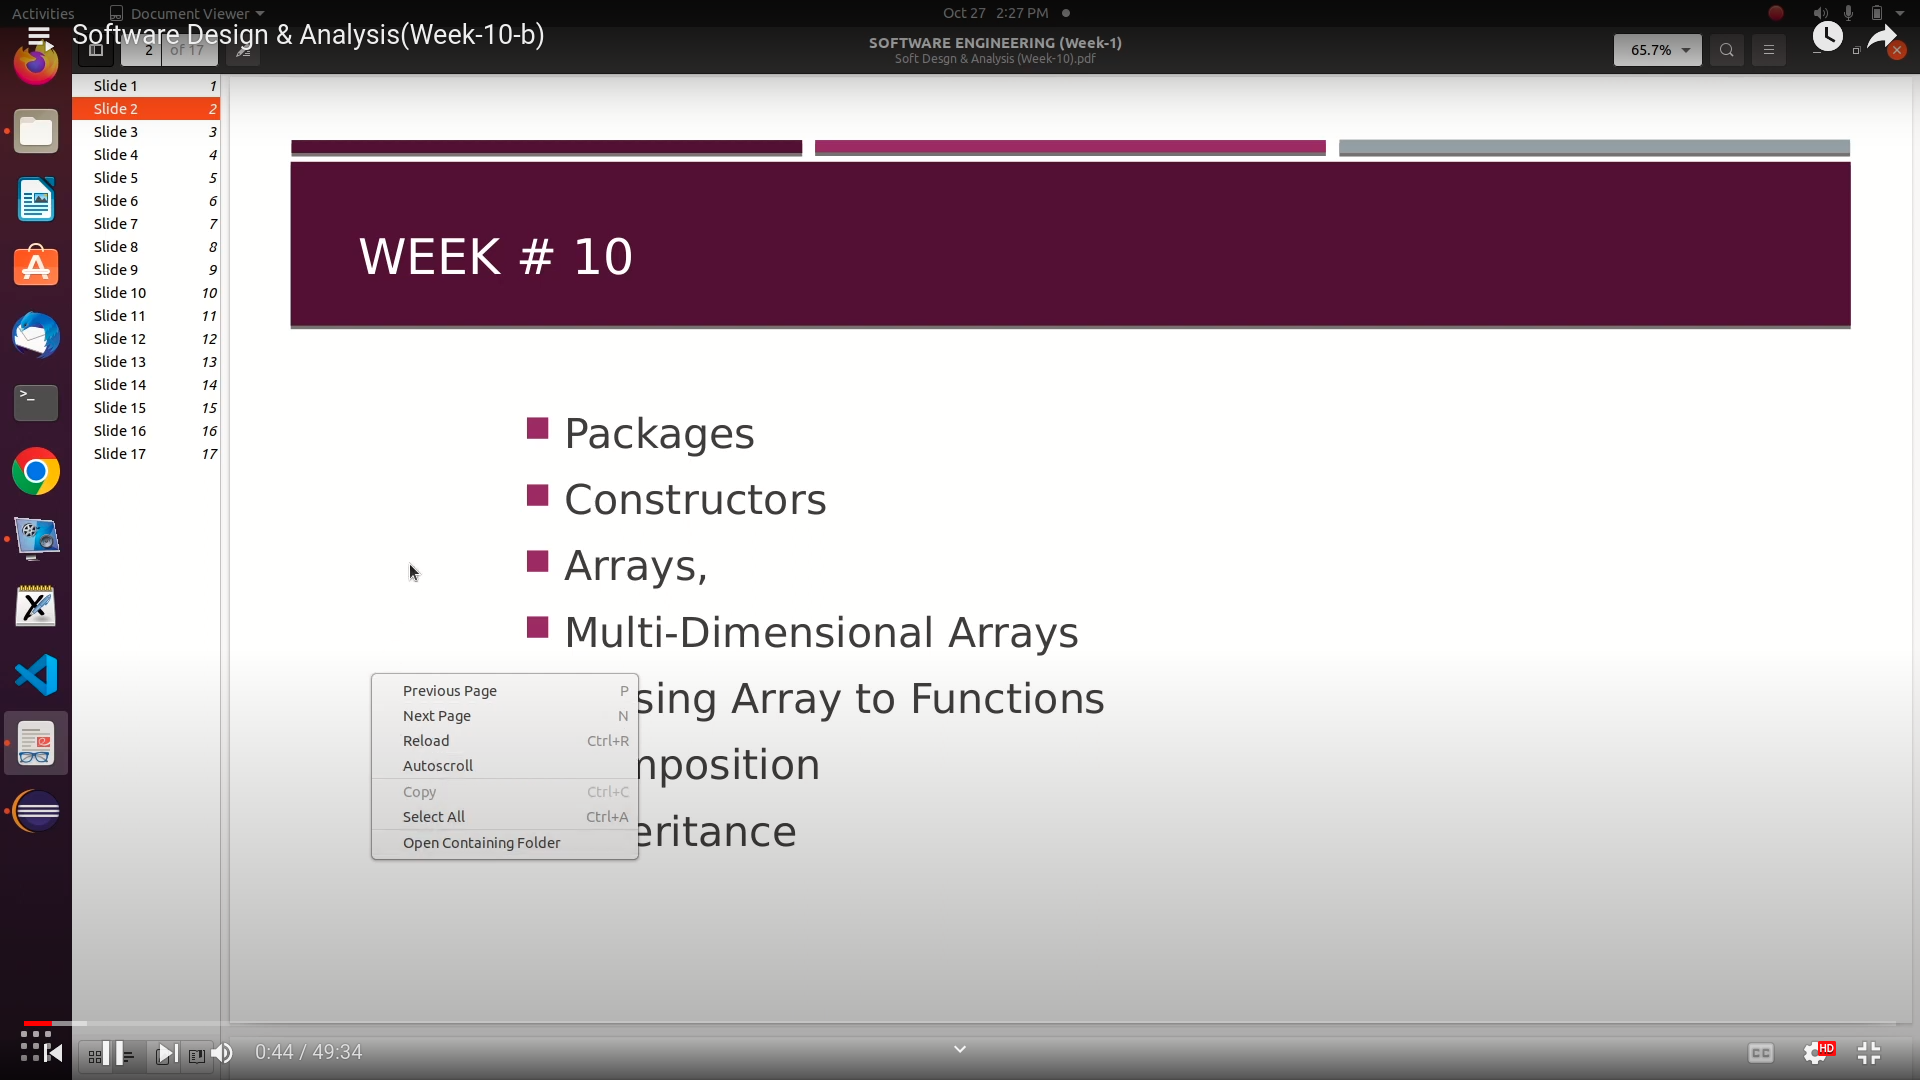 Activities
Document Viewer
Oct 27 2:27 PM
Software Design & Analysis(Week-10-b)
2 of 17
SOFTWARE ENGINEERING (Week-1)
Soft Desgn & Analysis (Week-10).pdf
65.7%
Slide 1 1
Slide 2 2
Slide 3 3
Slide 4 4
Slide 5 5
Slide 6 6
Slide 7 7
Slide 8 8
Slide 9 9
Slide 10 10
Slide 11 11
Slide 12 12
Slide 13 13
Slide 14 14
Slide 15 15
Slide 16 16
Slide 17 17
WEEK # 10
Packages
Constructors
Arrays,
Multi-Dimensional Arrays
sing Array to Functions
mposition
eritance
Previous Page P
Next Page N
Reload Ctrl+R
Autoscroll
Copy Ctrl+C
Select All Ctrl+A
Open Containing Folder
0:44 / 49:34
CC
HD